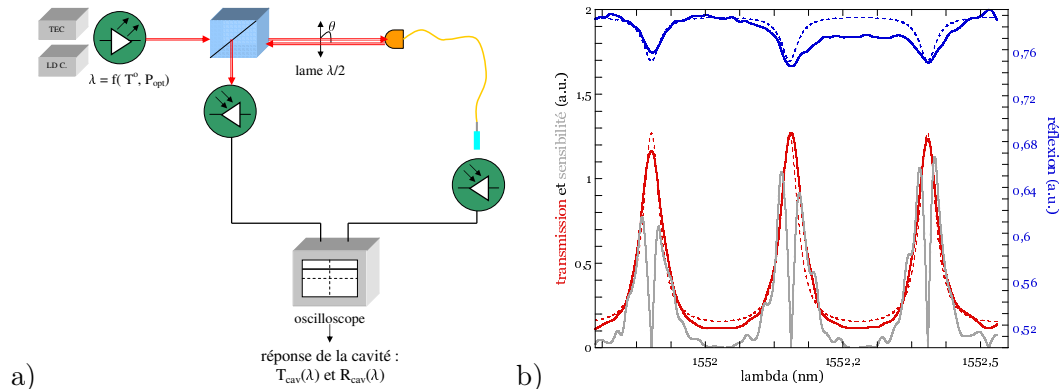 a)
TEC
LD C.
λ = f( T°, P_opt)
θ
lame λ/2
oscilloscope
réponse de la cavité :
T_cav(λ) et R_cav(λ)
b)
transmission et sensibilité (a.u.)
2
1,5
1
0,5
0
1552
1552,2
1552,5
lambda (nm)
0,76
0,72
0,68
0,64
0,6
0,56
0,52
réflexion (a.u.)